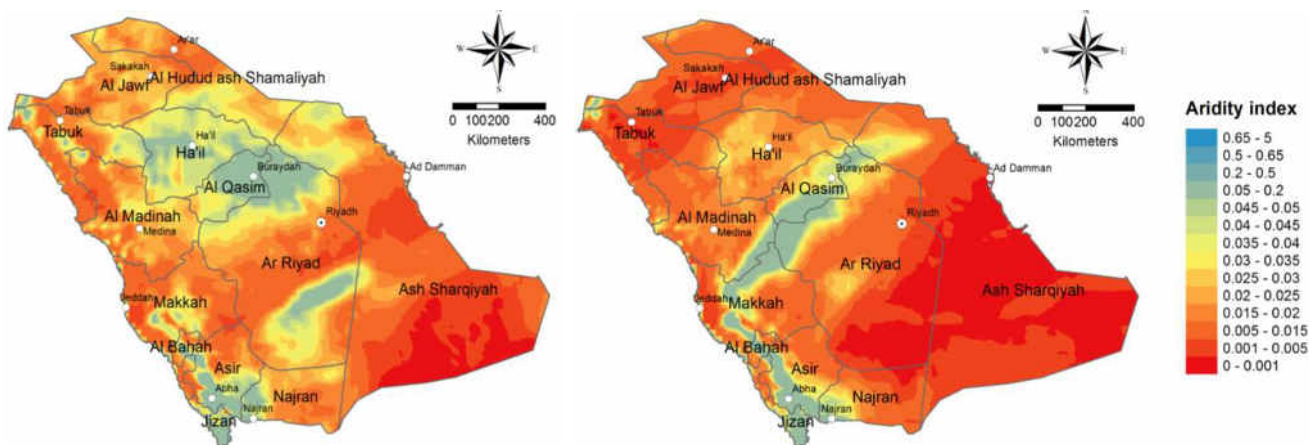 N
W
E
S
Ar'ar
Sakakah
Al Jawf
Al Hudud ash Shamaliyah
Tabuk
Tabuk
0 100200 400
Kilometers
Ha'il
Ha'il
Buraydah
Al Qasim
Ad Damman
Al Madinah
Medina
Riyadh
Ar Riyad
Ash Sharqiyah
Jeddah
Makkah
Al Bahah
Asir
Abha
Najran
Najran
Jizan
N
W
E
S
Ar'ar
Sakakah
Al Jawf
Al Hudud ash Shamaliyah
Tabuk
Tabuk
0 100200 400
Kilometers
Ha'il
Ha'il
Buraydah
Al Qasim
Ad Damman
Al Madinah
Medina
Riyadh
Ar Riyad
Ash Sharqiyah
Jeddah
Makkah
Al Bahah
Asir
Abha
Najran
Najran
Jizan
Aridity index
0.65 - 5
0.5 - 0.65
0.2 - 0.5
0.05 - 0.2
0.045 - 0.05
0.04 - 0.045
0.035 - 0.04
0.03 - 0.035
0.025 - 0.03
0.02 - 0.025
0.015 - 0.02
0.005 - 0.015
0.001 - 0.005
0 - 0.001